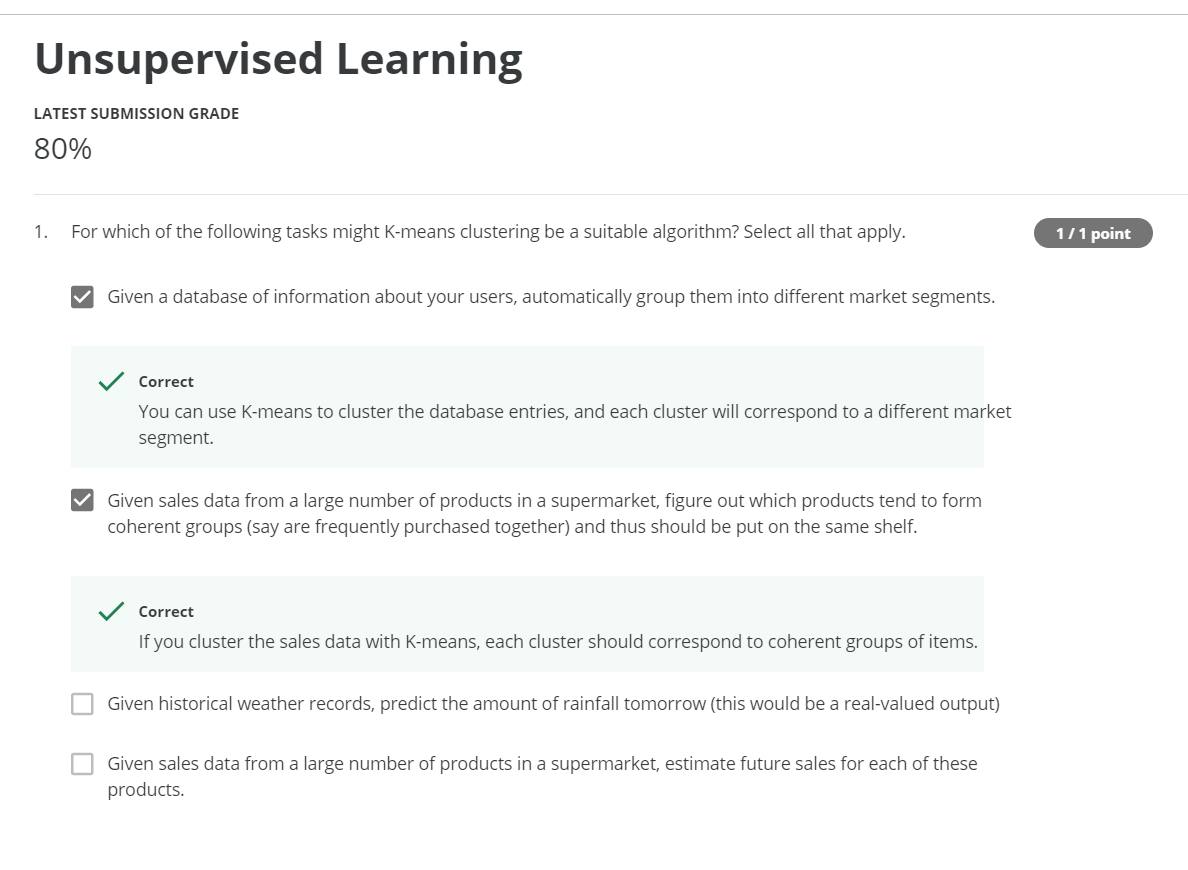 Unsupervised Learning
LATEST SUBMISSION GRADE
80%
1. For which of the following tasks might K-means clustering be a suitable algorithm? Select all that apply.
1 / 1 point
Given a database of information about your users, automatically group them into different market segments.
Correct
You can use K-means to cluster the database entries, and each cluster will correspond to a different market
segment.
Given sales data from a large number of products in a supermarket, figure out which products tend to form
coherent groups (say are frequently purchased together) and thus should be put on the same shelf.
Correct
If you cluster the sales data with K-means, each cluster should correspond to coherent groups of items.
Given historical weather records, predict the amount of rainfall tomorrow (this would be a real-valued output)
Given sales data from a large number of products in a supermarket, estimate future sales for each of these
products.